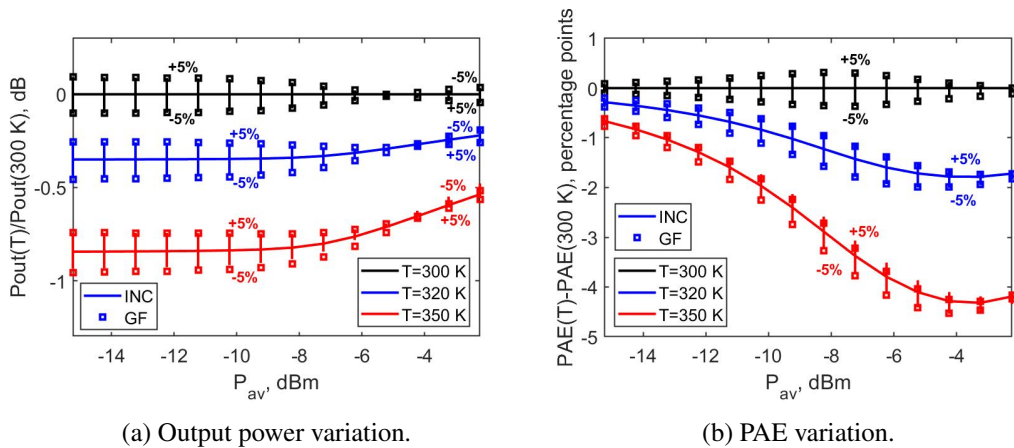 Pout(T)/Pout(300 K), dB
0
-0.5
-1
+5%
-5%
-5%
+5%
+5%
-5%
-5%
+5%
+5%
-5%
-5%
+5%
INC
GF
T=300 K
T=320 K
T=350 K
-14 -12 -10 -8 -6 -4
P_av, dBm
(a) Output power variation.
PAE(T)-PAE(300 K), percentage points
1
0
-1
-2
-3
-4
-5
+5%
-5%
+5%
-5%
+5%
-5%
INC
GF
T=300 K
T=320 K
T=350 K
-14 -12 -10 -8 -6 -4
P_av, dBm
(b) PAE variation.